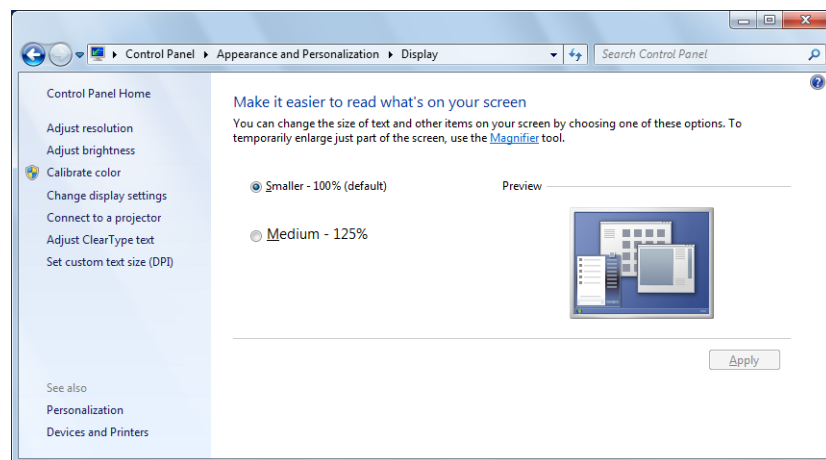 Control Panel Appearance and Personalization Display
Search Control Panel
Control Panel Home
Adjust resolution
Adjust brightness
Calibrate color
Change display settings
Connect to a projector
Adjust ClearType text
Set custom text size (DPI)
See also
Personalization
Devices and Printers
Make it easier to read what's on your screen
You can change the size of text and other items on your screen by choosing one of these options. To
temporarily enlarge just part of the screen, use the Magnifier tool.
Smaller - 100% (default)
Preview
Medium - 125%
Apply